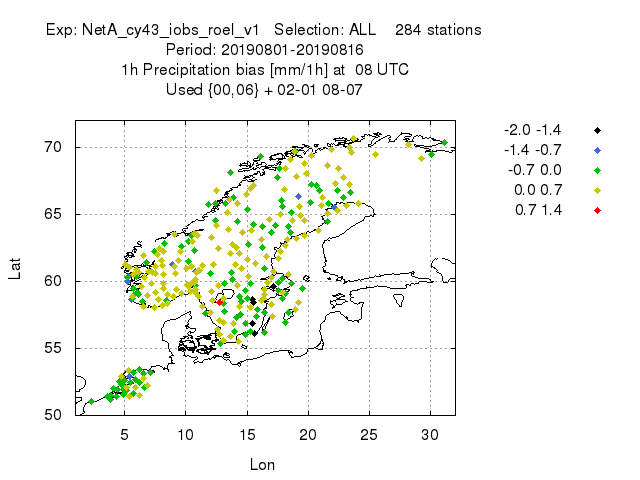 Exp: NetA_cy43_iobs_roel_v1   Selection: ALL    284 stations
Period: 20190801-20190816
1h Precipitation bias [mm/1h] at  08 UTC
Used {00,06} + 02-01 08-07
-2.0 -1.4
-1.4 -0.7
-0.7 0.0
0.0 0.7
0.7 1.4
70
65
60
55
50
Lat
5 10 15 20 25 30
Lon